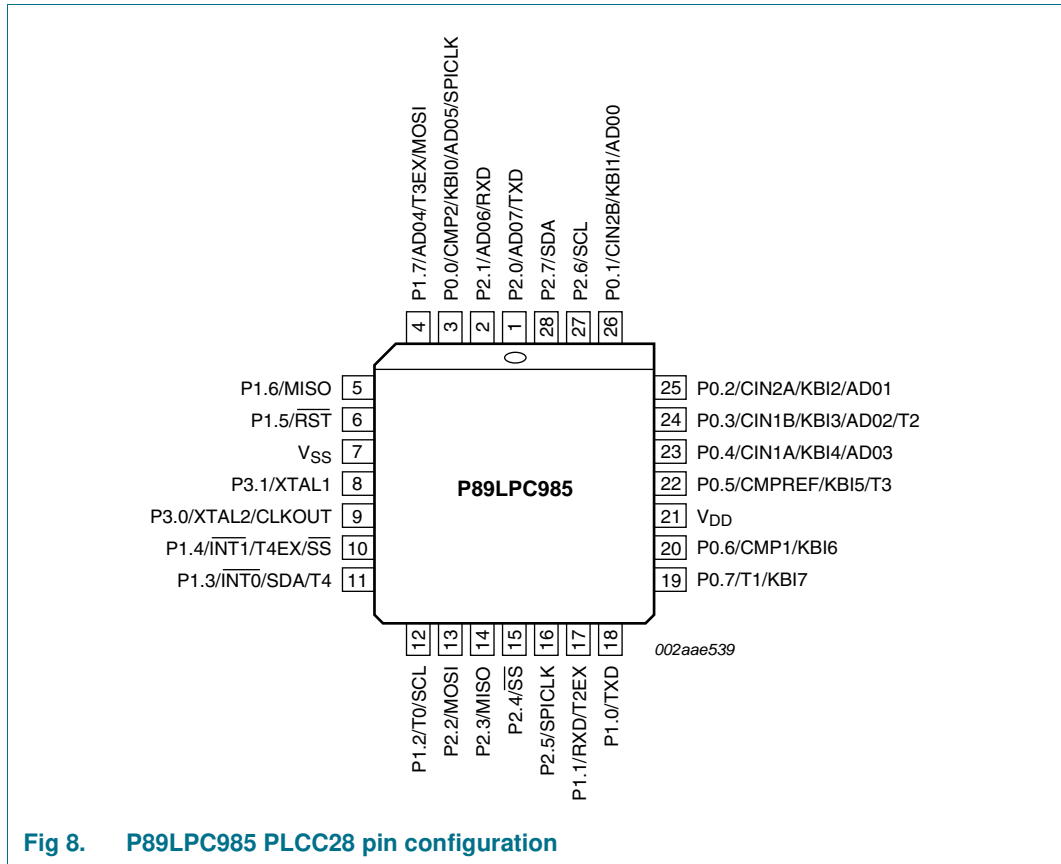 P1.7/AD04/T3EX/MOSI
P0.0/CMP2/KBI0/AD05/SPICLK
P2.1/AD06/RXD
P2.0/AD07/TXD
P2.7/SDA
P2.6/SCL
P0.1/CIN2B/KBI1/AD00
4
3
2
1
28
27
26
P1.6/MISO 5
P1.5/R̅S̅T̅ 6
VSS 7
P3.1/XTAL1 8
P3.0/XTAL2/CLKOUT 9
P1.4/I̅N̅T̅1̅/T4EX/S̅S̅ 10
P1.3/I̅N̅T̅0̅/SDA/T4 11
P89LPC985
25 P0.2/CIN2A/KBI2/AD01
24 P0.3/CIN1B/KBI3/AD02/T2
23 P0.4/CIN1A/KBI4/AD03
22 P0.5/CMPREF/KBI5/T3
21 VDD
20 P0.6/CMP1/KBI6
19 P0.7/T1/KBI7
12
13
14
15
16
17
18
002aae539
P1.2/T0/SCL
P2.2/MOSI
P2.3/MISO
P2.4/S̅S̅
P2.5/SPICLK
P1.1/RXD/T2EX
P1.0/TXD
Fig 8. P89LPC985 PLCC28 pin configuration